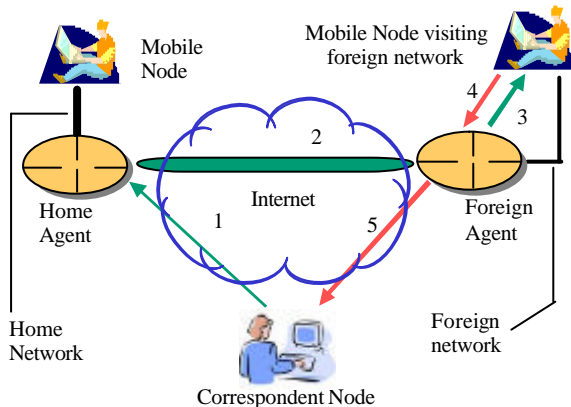 Mobile
Node
Mobile Node visiting
foreign network
4
3
2
Internet
Home
Agent
Foreign
Agent
1
5
Home
Network
Foreign
network
Correspondent Node